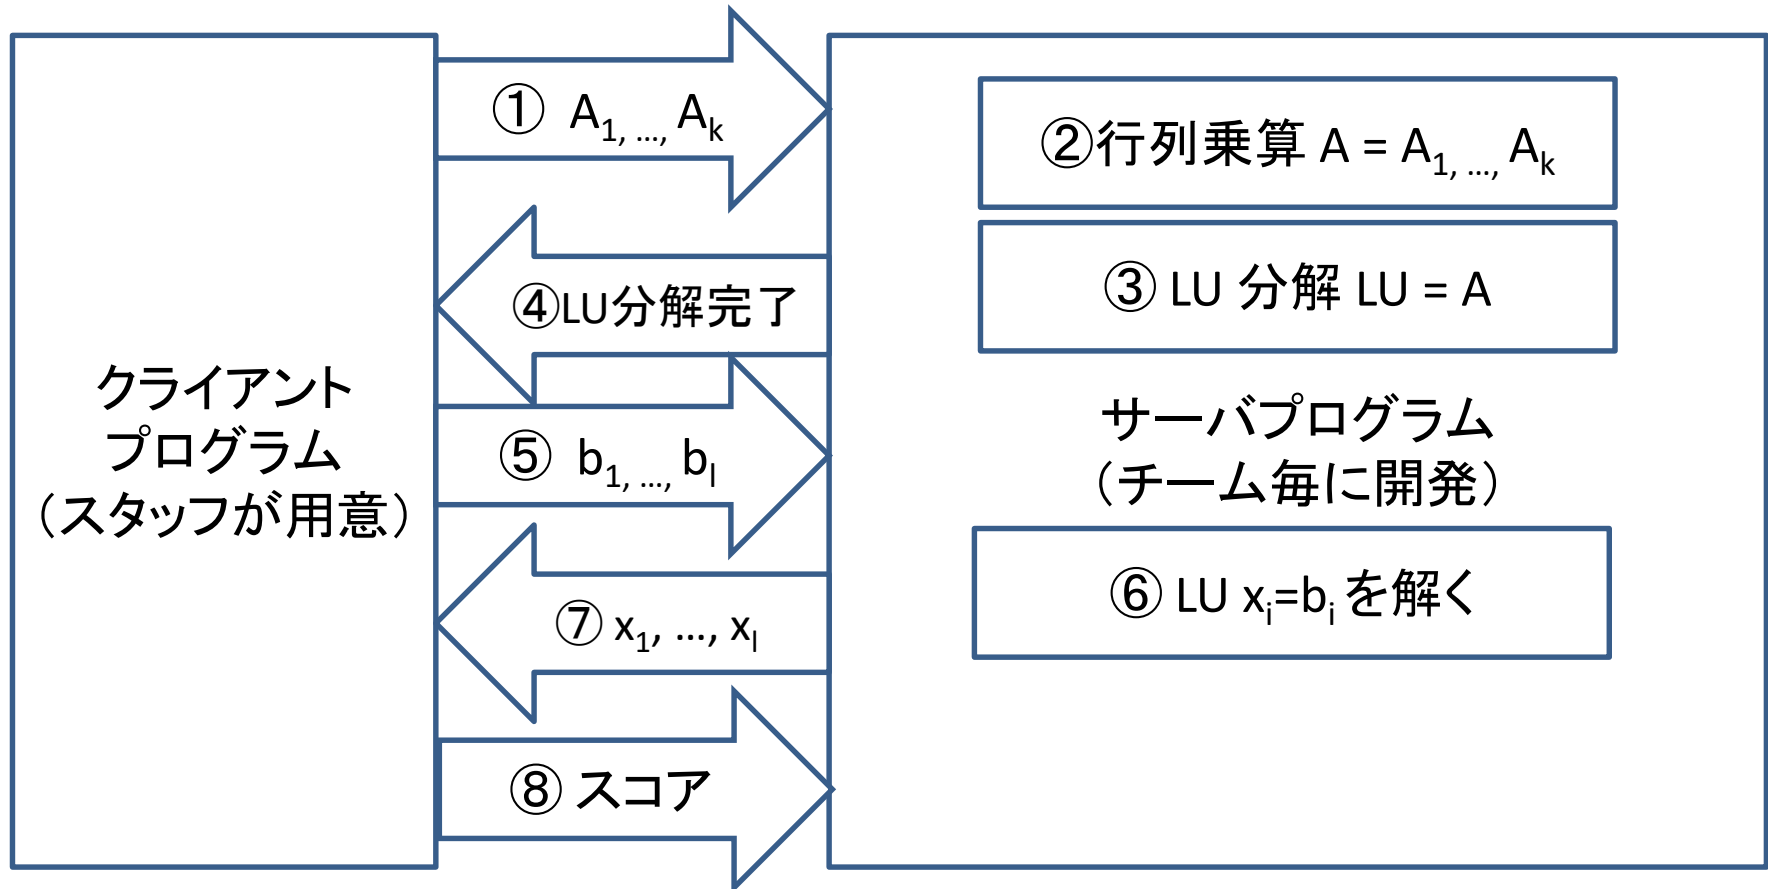 クライアント
プログラム
（スタッフが用意）
① A1, ..., Ak
②行列乗算 A = A1, ..., Ak
③ LU 分解 LU = A
④LU分解完了
サーバプログラム
（チーム毎に開発）
⑤ b1, ..., bl
⑥ LU xi=bi を解く
⑦ x1, ..., xl
⑧ スコア